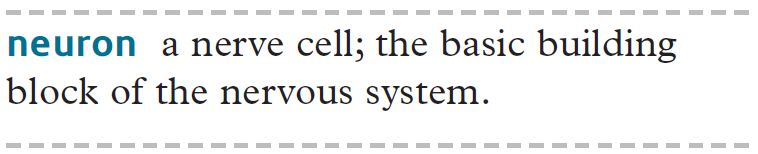 neuron a nerve cell; the basic building
block of the nervous system.